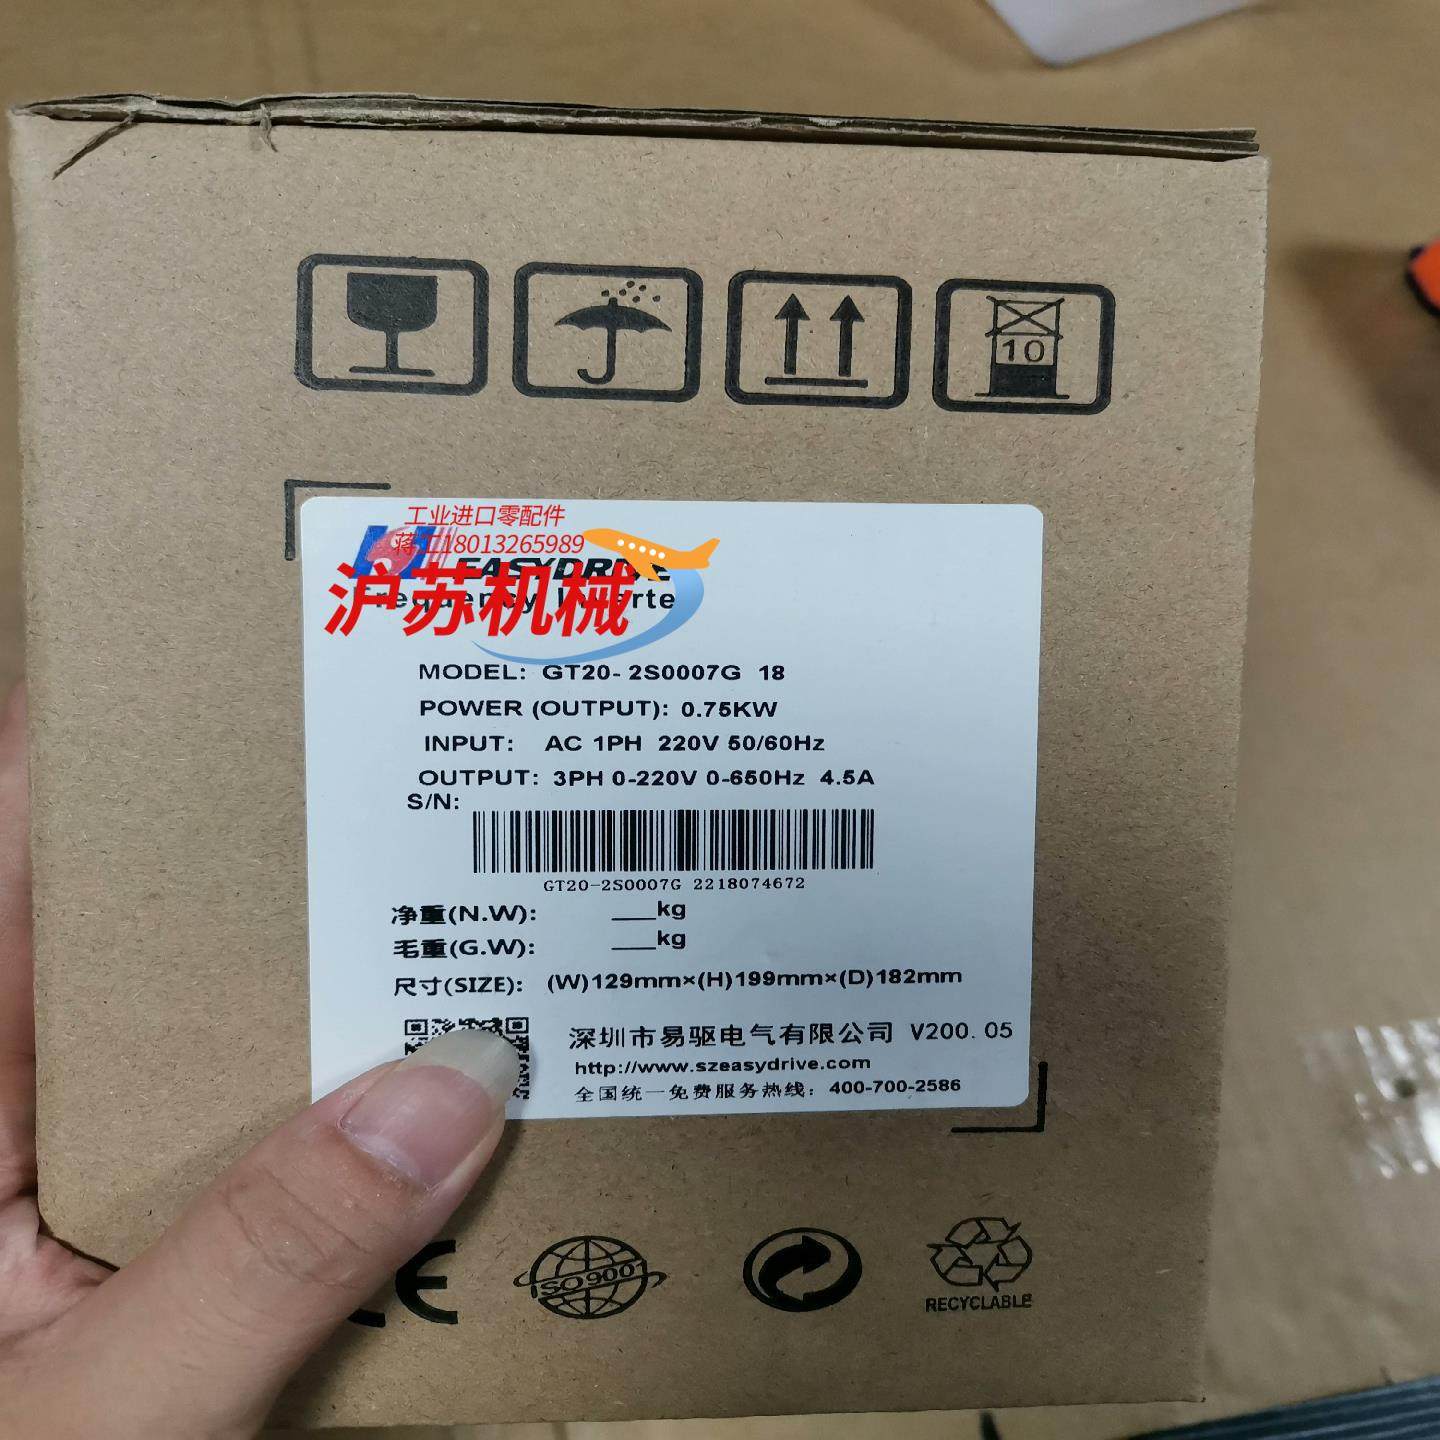 10
工业进口零配件
蒋工18013265989
EASYDRIVE
沪苏机械
Frequency Inverte
MODEL: GT20-2S0007G 18
POWER (OUTPUT): 0.75KW
INPUT: AC 1PH 220V 50/60Hz
OUTPUT: 3PH 0-220V 0-650Hz 4.5A
S/N:
GT20-2S0007G 2218074672
净重(N.W): ___kg
毛重(G.W): ___kg
尺寸(SIZE): (W)129mm×(H)199mm×(D)182mm
深圳市易驱电气有限公司 V200.05
http://www.szeasydrive.com
全国统一免费服务热线: 400-700-2586
CE
ISO9001
RECYCLABLE